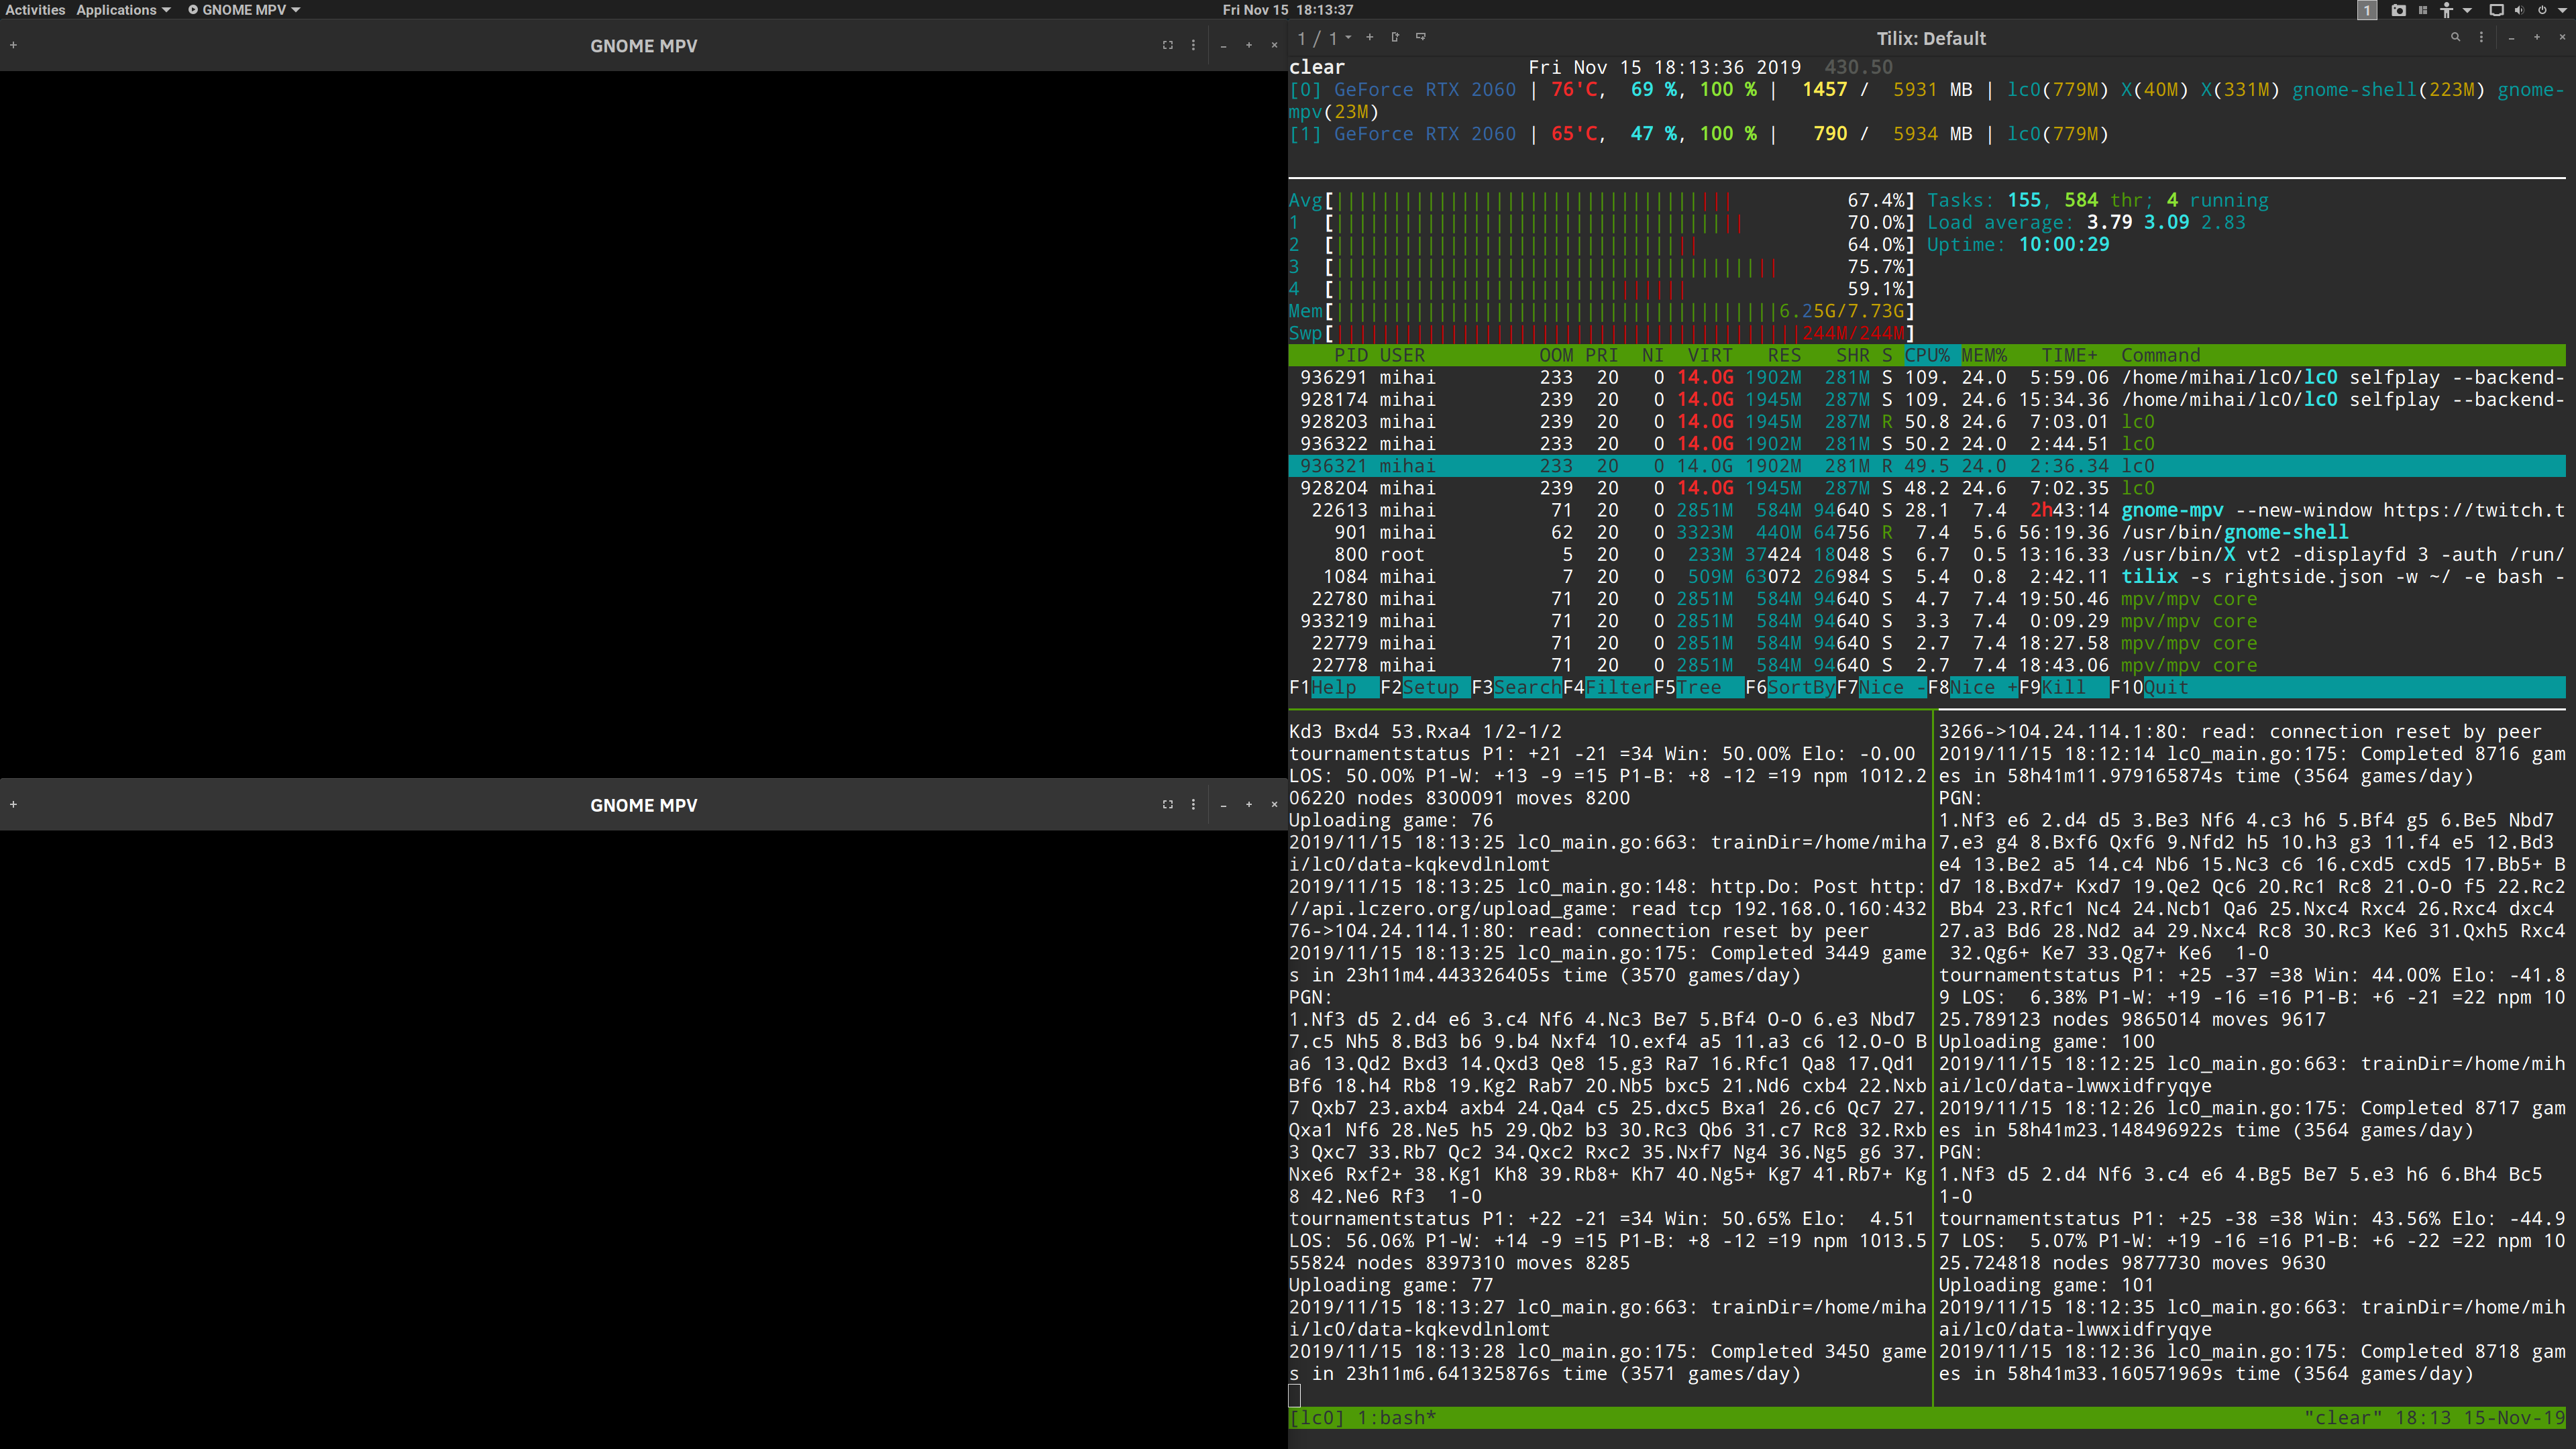 Activities Applications GNOME MPV Fri Nov 15 18:13:37 1
GNOME MPV
GNOME MPV
1 / 1 Tilix: Default
clear Fri Nov 15 18:13:36 2019 430.50
[0] GeForce RTX 2060 | 76'C, 69 %, 100 % | 1457 / 5931 MB | lc0(779M) X(40M) X(331M) gnome-shell(223M) gnome-
mpv(23M)
[1] GeForce RTX 2060 | 65'C, 47 %, 100 % | 790 / 5934 MB | lc0(779M)
Avg[ 67.4%] Tasks: 155, 584 thr; 4 running
1 [ 70.0%] Load average: 3.79 3.09 2.83
2 [ 64.0%] Uptime: 10:00:29
3 [ 75.7%]
4 [ 59.1%]
Mem[ 6.25G/7.73G]
Swp[ 244M/244M]
PID USER OOM PRI NI VIRT RES SHR S CPU% MEM% TIME+ Command
936291 mihai 233 20 0 14.0G 1902M 281M S 109. 24.0 5:59.06 /home/mihai/lc0/lc0 selfplay --backend-
928174 mihai 239 20 0 14.0G 1945M 287M S 109. 24.6 15:34.36 /home/mihai/lc0/lc0 selfplay --backend-
928203 mihai 239 20 0 14.0G 1945M 287M R 50.8 24.6 7:03.01 lc0
936322 mihai 233 20 0 14.0G 1902M 281M S 50.2 24.0 2:44.51 lc0
936321 mihai 233 20 0 14.0G 1902M 281M R 49.5 24.0 2:36.34 lc0
928204 mihai 239 20 0 14.0G 1945M 287M S 48.2 24.6 7:02.35 lc0
22613 mihai 71 20 0 2851M 584M 94640 S 28.1 7.4 2h43:14 gnome-mpv --new-window https://twitch.t
901 mihai 62 20 0 3323M 440M 64756 R 7.4 5.6 56:19.36 /usr/bin/gnome-shell
800 root 5 20 0 233M 37424 18048 S 6.7 0.5 13:16.33 /usr/bin/X vt2 -displayfd 3 -auth /run/
1084 mihai 7 20 0 509M 63072 26984 S 5.4 0.8 2:42.11 tilix -s rightside.json -w ~/ -e bash -
22780 mihai 71 20 0 2851M 584M 94640 S 4.7 7.4 19:50.46 mpv/mpv core
933219 mihai 71 20 0 2851M 584M 94640 S 3.3 7.4 0:09.29 mpv/mpv core
22779 mihai 71 20 0 2851M 584M 94640 S 2.7 7.4 18:27.58 mpv/mpv core
22778 mihai 71 20 0 2851M 584M 94640 S 2.7 7.4 18:43.06 mpv/mpv core
F1Help F2Setup F3SearchF4FilterF5Tree F6SortByF7Nice -F8Nice +F9Kill F10Quit
Kd3 Bxd4 53.Rxa4 1/2-1/2
tournamentstatus P1: +21 -21 =34 Win: 50.00% Elo: -0.00
LOS: 50.00% P1-W: +13 -9 =15 P1-B: +8 -12 =19 npm 1012.2
06220 nodes 8300091 moves 8200
Uploading game: 76
2019/11/15 18:13:25 lc0_main.go:663: trainDir=/home/miha
i/lc0/data-kqkevdlnlomt
2019/11/15 18:13:25 lc0_main.go:148: http.Do: Post http:
//api.lczero.org/upload_game: read tcp 192.168.0.160:432
76->104.24.114.1:80: read: connection reset by peer
2019/11/15 18:13:25 lc0_main.go:175: Completed 3449 game
s in 23h11m4.443326405s time (3570 games/day)
PGN:
1.Nf3 d5 2.d4 e6 3.c4 Nf6 4.Nc3 Be7 5.Bf4 O-O 6.e3 Nbd7
7.c5 Nh5 8.Bd3 b6 9.b4 Nxf4 10.exf4 a5 11.a3 c6 12.O-O B
a6 13.Qd2 Bxd3 14.Qxd3 Qe8 15.g3 Ra7 16.Rfc1 Qa8 17.Qd1
Bf6 18.h4 Rb8 19.Kg2 Rab7 20.Nb5 bxc5 21.Nd6 cxb4 22.Nxb
7 Qxb7 23.axb4 axb4 24.Qa4 c5 25.dxc5 Bxa1 26.c6 Qc7 27.
Qxa1 Nf6 28.Ne5 h5 29.Qb2 b3 30.Rc3 Qb6 31.c7 Rc8 32.Rxb
3 Qxc7 33.Rb7 Qc2 34.Qxc2 Rxc2 35.Nxf7 Ng4 36.Ng5 g6 37.
Nxe6 Rxf2+ 38.Kg1 Kh8 39.Rb8+ Kh7 40.Ng5+ Kg7 41.Rb7+ Kg
8 42.Ne6 Rf3 1-0
tournamentstatus P1: +22 -21 =34 Win: 50.65% Elo: 4.51
LOS: 56.06% P1-W: +14 -9 =15 P1-B: +8 -12 =19 npm 1013.5
55824 nodes 8397310 moves 8285
Uploading game: 77
2019/11/15 18:13:27 lc0_main.go:663: trainDir=/home/miha
i/lc0/data-kqkevdlnlomt
2019/11/15 18:13:28 lc0_main.go:175: Completed 3450 game
s in 23h11m6.641325876s time (3571 games/day)
3266->104.24.114.1:80: read: connection reset by peer
2019/11/15 18:12:14 lc0_main.go:175: Completed 8716 gam
es in 58h41m11.979165874s time (3564 games/day)
PGN:
1.Nf3 e6 2.d4 d5 3.Be3 Nf6 4.c3 h6 5.Bf4 g5 6.Be5 Nbd7
7.e3 g4 8.Bxf6 Qxf6 9.Nfd2 h5 10.h3 g3 11.f4 e5 12.Bd3
e4 13.Be2 a5 14.c4 Nb6 15.Nc3 c6 16.cxd5 cxd5 17.Bb5+ B
d7 18.Bxd7+ Kxd7 19.Qe2 Qc6 20.Rc1 Rc8 21.O-O f5 22.Rc2
Bb4 23.Rfc1 Nc4 24.Ncb1 Qa6 25.Nxc4 Rxc4 26.Rxc4 dxc4
27.a3 Bd6 28.Nd2 a4 29.Nxc4 Rc8 30.Rc3 Ke6 31.Qxh5 Rxc4
32.Qg6+ Ke7 33.Qg7+ Ke6 1-0
tournamentstatus P1: +25 -37 =38 Win: 44.00% Elo: -41.8
9 LOS: 6.38% P1-W: +19 -16 =16 P1-B: +6 -21 =22 npm 10
25.789123 nodes 9865014 moves 9617
Uploading game: 100
2019/11/15 18:12:25 lc0_main.go:663: trainDir=/home/mih
ai/lc0/data-lwwxidfryqye
2019/11/15 18:12:26 lc0_main.go:175: Completed 8717 gam
es in 58h41m23.148496922s time (3564 games/day)
PGN:
1.Nf3 d5 2.d4 Nf6 3.c4 e6 4.Bg5 Be7 5.e3 h6 6.Bh4 Bc5
1-0
tournamentstatus P1: +25 -38 =38 Win: 43.56% Elo: -44.9
7 LOS: 5.07% P1-W: +19 -16 =16 P1-B: +6 -22 =22 npm 10
25.724818 nodes 9877730 moves 9630
Uploading game: 101
2019/11/15 18:12:35 lc0_main.go:663: trainDir=/home/mih
ai/lc0/data-lwwxidfryqye
2019/11/15 18:12:36 lc0_main.go:175: Completed 8718 gam
es in 58h41m33.160571969s time (3564 games/day)
[lc0] 1:bash* "clear" 18:13 15-Nov-19